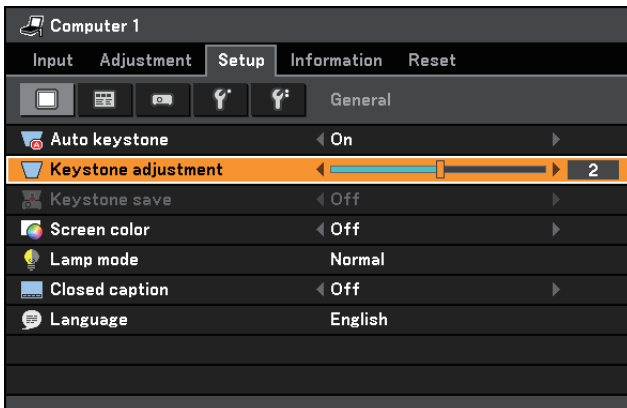 Computer 1
Input Adjustment Setup Information Reset
General
Auto keystone On
Keystone adjustment 2
Keystone save Off
Screen color Off
Lamp mode Normal
Closed caption Off
Language English